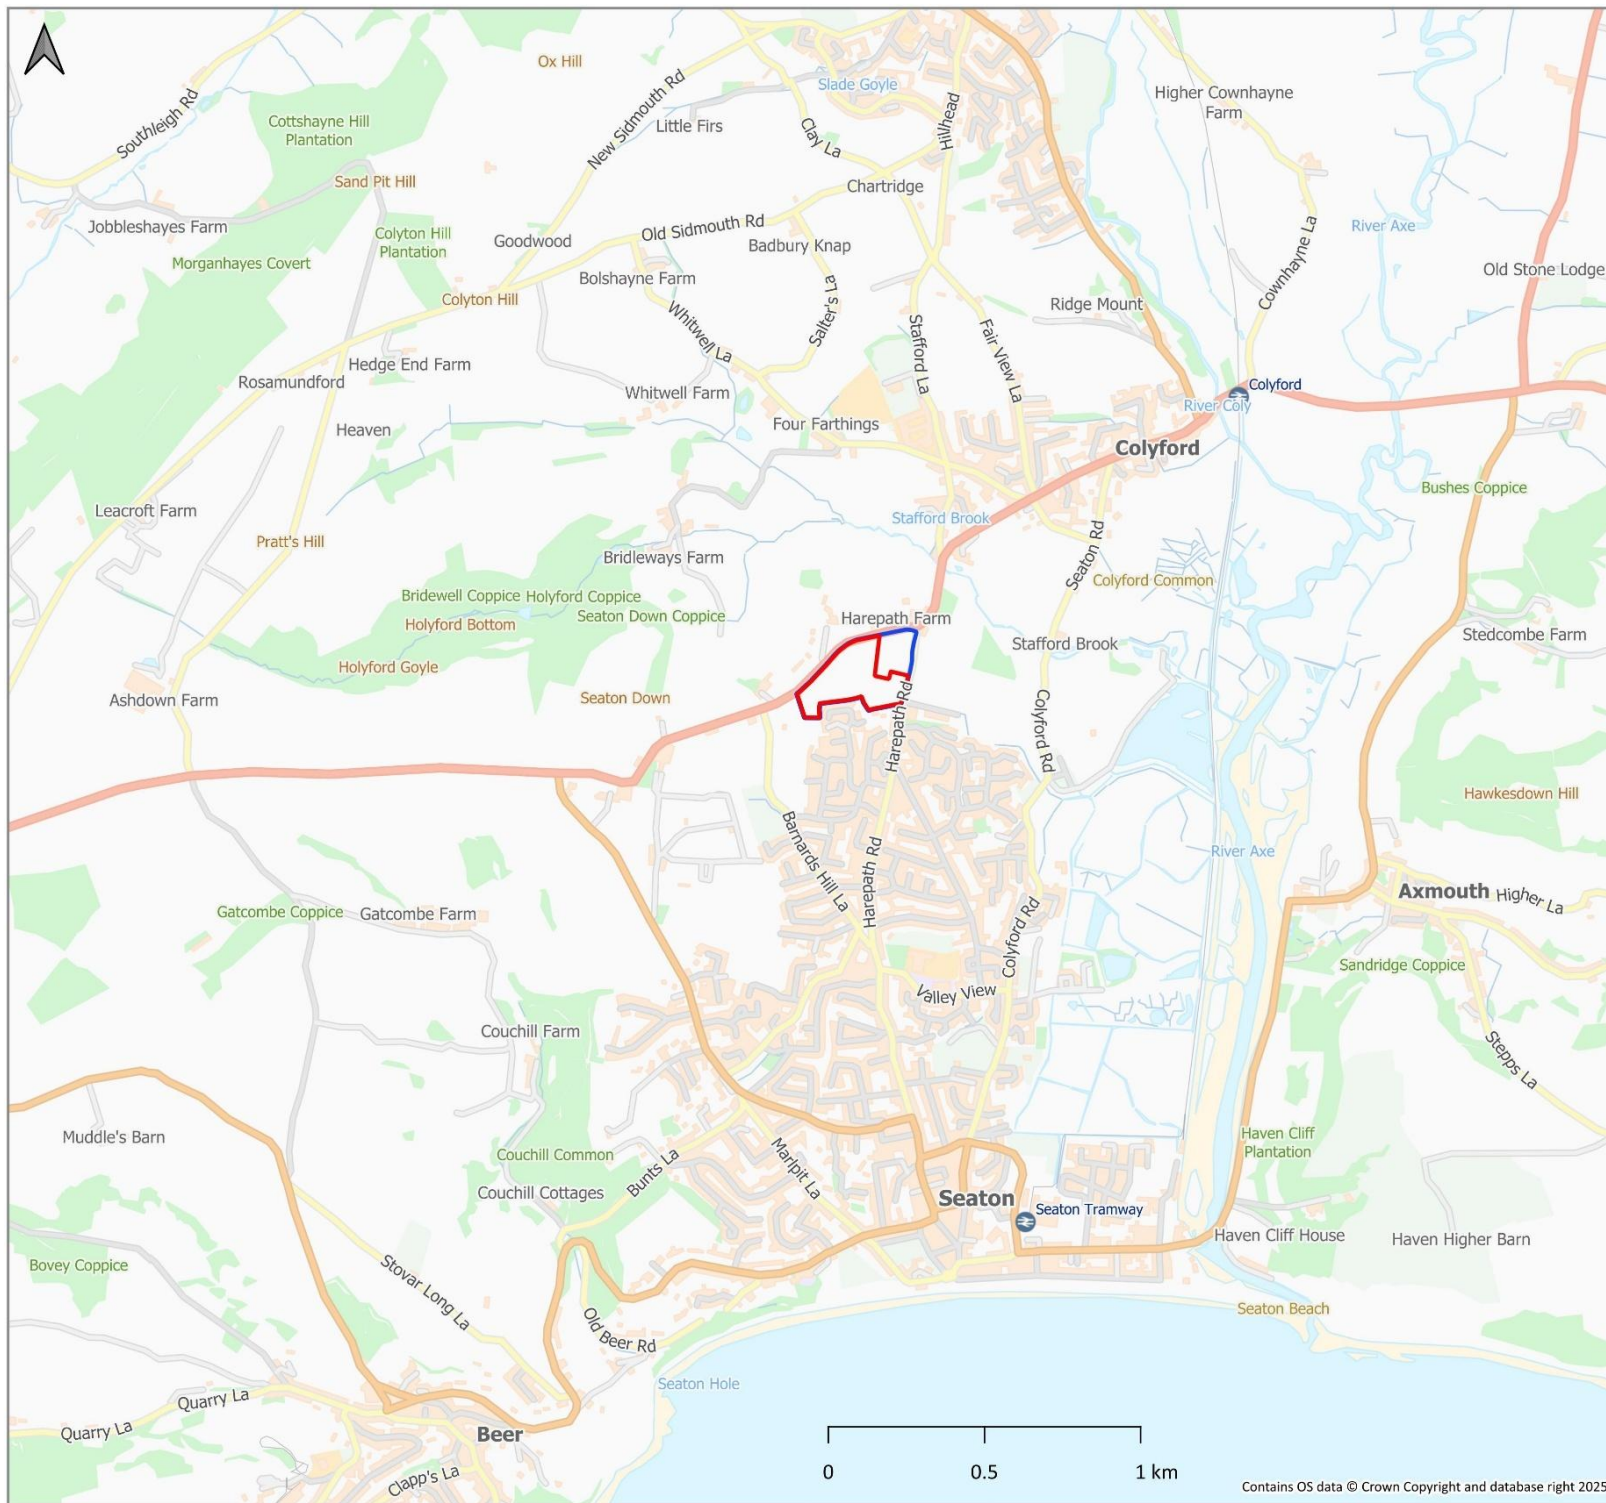 Ox Hill
Slade Goyle
Higher Cownhayne
Farm
Southleigh Rd
Cottshayne Hill
Plantation
New Sidmouth Rd
Little Firs
Clay La
Hillhead
Sand Pit Hill
Chartridge
Jobbleshayes Farm
Colyton Hill
Plantation
Goodwood
Old Sidmouth Rd
Badbury Knap
River Axe
Morganhayes Covert
Bolshayne Farm
Cownhayne La
Old Stone Lodge
Colyton Hill
Salter's La
Ridge Mount
Whitwell La
Stafford La
Fair View La
Hedge End Farm
Rosamundford
Whitwell Farm
Colyford
River Coly
Heaven
Four Farthings
Colyford
Bushes Coppice
Leacroft Farm
Stafford Brook
Pratt's Hill
Bridleways Farm
Seaton Rd
Colyford Common
Bridewell Coppice
Holyford Coppice
Seaton Down Coppice
Holyford Bottom
Harepath Farm
Stafford Brook
Stedcombe Farm
Holyford Goyle
Ashdown Farm
Seaton Down
Harepath Rd
Colyford Rd
Hawkesdown Hill
Barnards Hill La
Harepath Rd
River Axe
Axmouth
Higher La
Gatcombe Coppice
Gatcombe Farm
Colyford Rd
Sandridge Coppice
Valley View
Couchill Farm
Stepps La
Muddle's Barn
Haven Cliff
Plantation
Couchill Common
Bunts La
Marlpit La
Couchill Cottages
Seaton
Seaton Tramway
Haven Cliff House
Haven Higher Barn
Bovey Coppice
Stovar Long La
Seaton Beach
Old Beer Rd
Seaton Hole
Quarry La
Quarry La
Beer
Clapp's La
0
0.5
1 km
Contains OS data © Crown Copyright and database right 2025